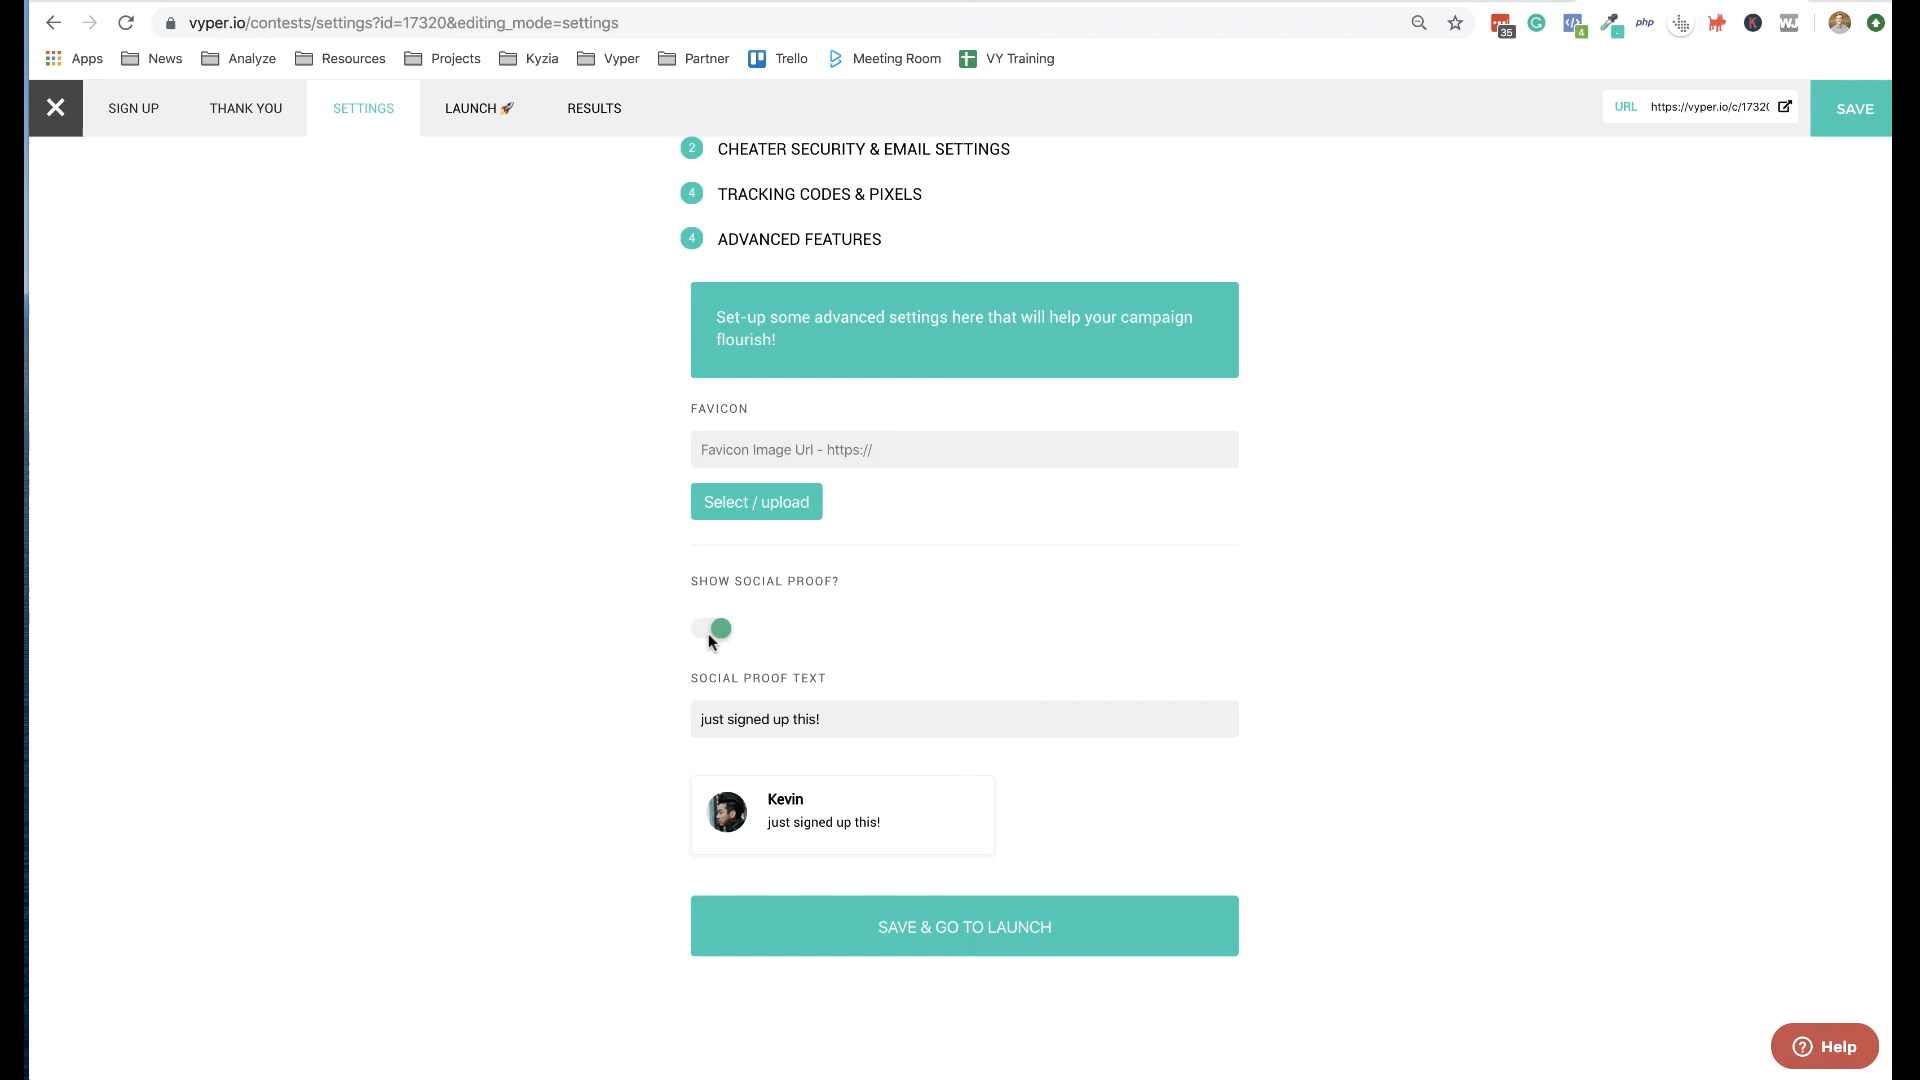 vyper.io/contests/settings?id=17320&editing_mode=settings
35
4
php
K
Apps News Analyze Resources Projects Kyzia Vyper Partner Trello Meeting Room VY Training
SIGN UP THANK YOU SETTINGS LAUNCH 🚀 RESULTS URL https://vyper.io/c/17320 SAVE
2 CHEATER SECURITY & EMAIL SETTINGS
4 TRACKING CODES & PIXELS
4 ADVANCED FEATURES
Set-up some advanced settings here that will help your campaign
flourish!
FAVICON
Favicon Image Url - https://
Select / upload
SHOW SOCIAL PROOF?
SOCIAL PROOF TEXT
just signed up this!
Kevin
just signed up this!
SAVE & GO TO LAUNCH
? Help